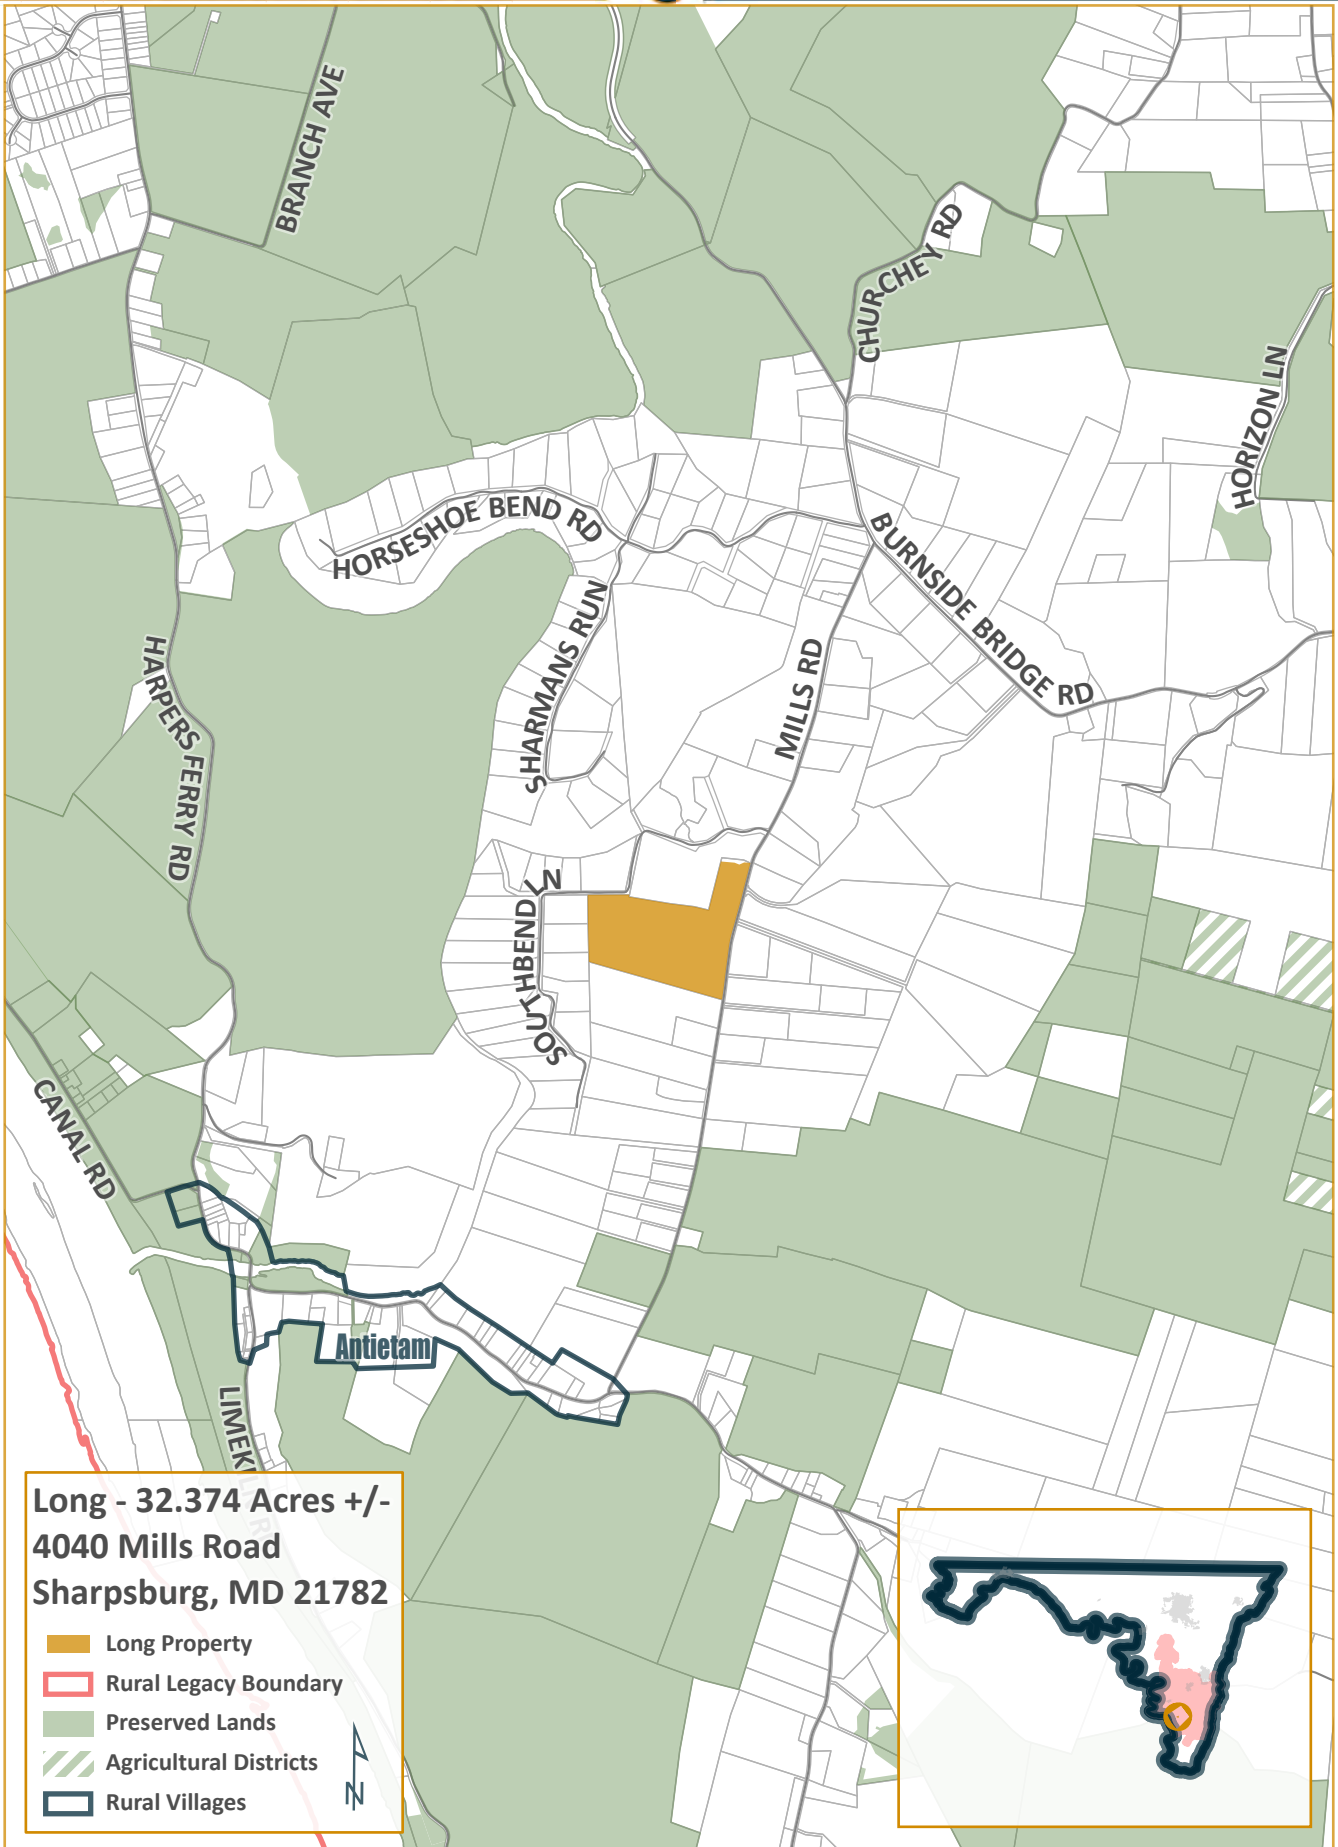 BRANCH AVE
CHURCHEY RD
HORIZON LN
HORSESHOE BEND RD
BURNSIDE BRIDGE RD
SHARMANS RUN
MILLS RD
HARPERS FERRY RD
SOUTHBEND LN
CANAL RD
Antietam
LIMEKILN RD
Long - 32.374 Acres +/-
4040 Mills Road
Sharpsburg, MD 21782
Long Property
Rural Legacy Boundary
Preserved Lands
Agricultural Districts
Rural Villages
N